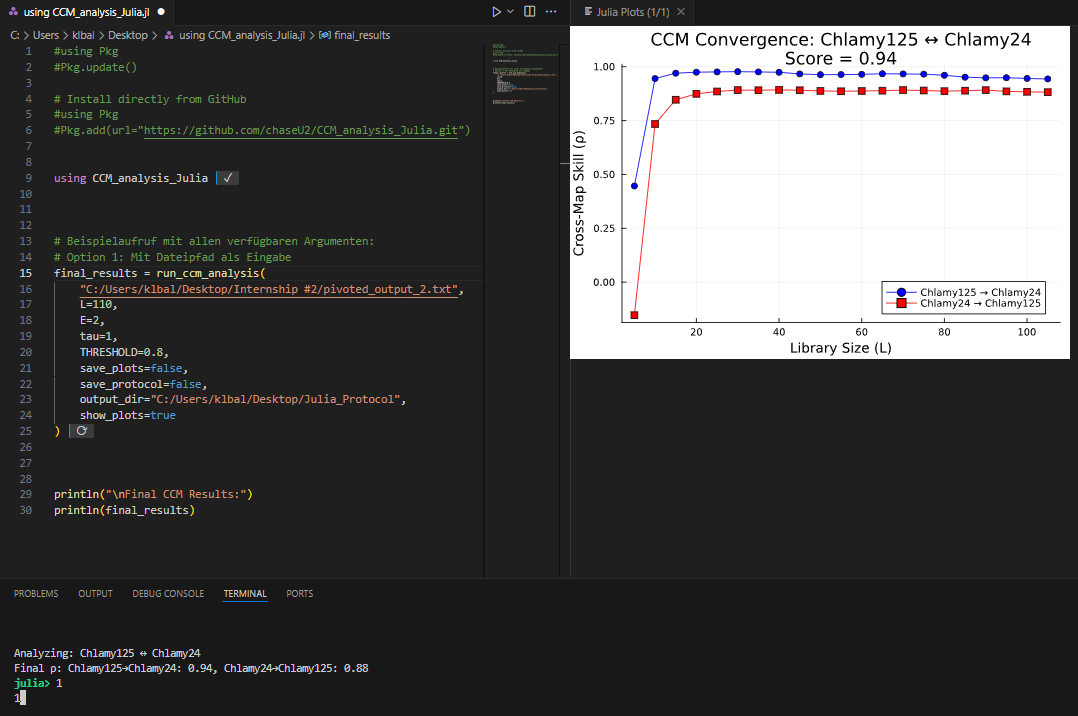 using CCM_analysis_Julia.jl
C: > Users > klbal > Desktop > using CCM_analysis_Julia.jl > final_results
1 #using Pkg
2 #Pkg.update()
3
4 # Install directly from GitHub
5 #using Pkg
6 #Pkg.add(url="https://github.com/chaseU2/CCM_analysis_Julia.git")
7
8
9 using CCM_analysis_Julia ✓
10
11
12
13 # Beispielaufruf mit allen verfügbaren Argumenten:
14 # Option 1: Mit Dateipfad als Eingabe
15 final_results = run_ccm_analysis(
16 "C:/Users/klbal/Desktop/Internship #2/pivoted_output_2.txt",
17 L=110,
18 E=2,
19 tau=1,
20 THRESHOLD=0.8,
21 save_plots=false,
22 save_protocol=false,
23 output_dir="C:/Users/klbal/Desktop/Julia_Protocol",
24 show_plots=true
25 )
26
27
28
29 println("\nFinal CCM Results:")
30 println(final_results)
Julia Plots (1/1)
CCM Convergence: Chlamy125 ↔ Chlamy24
Score = 0.94
1.00
0.75
0.50
0.25
0.00
Cross-Map Skill (ρ)
Chlamy125 → Chlamy24
Chlamy24 → Chlamy125
20 40 60 80 100
Library Size (L)
PROBLEMS OUTPUT DEBUG CONSOLE TERMINAL PORTS
Analyzing: Chlamy125 ↔ Chlamy24
Final ρ: Chlamy125→Chlamy24: 0.94, Chlamy24→Chlamy125: 0.88
julia> 1
1